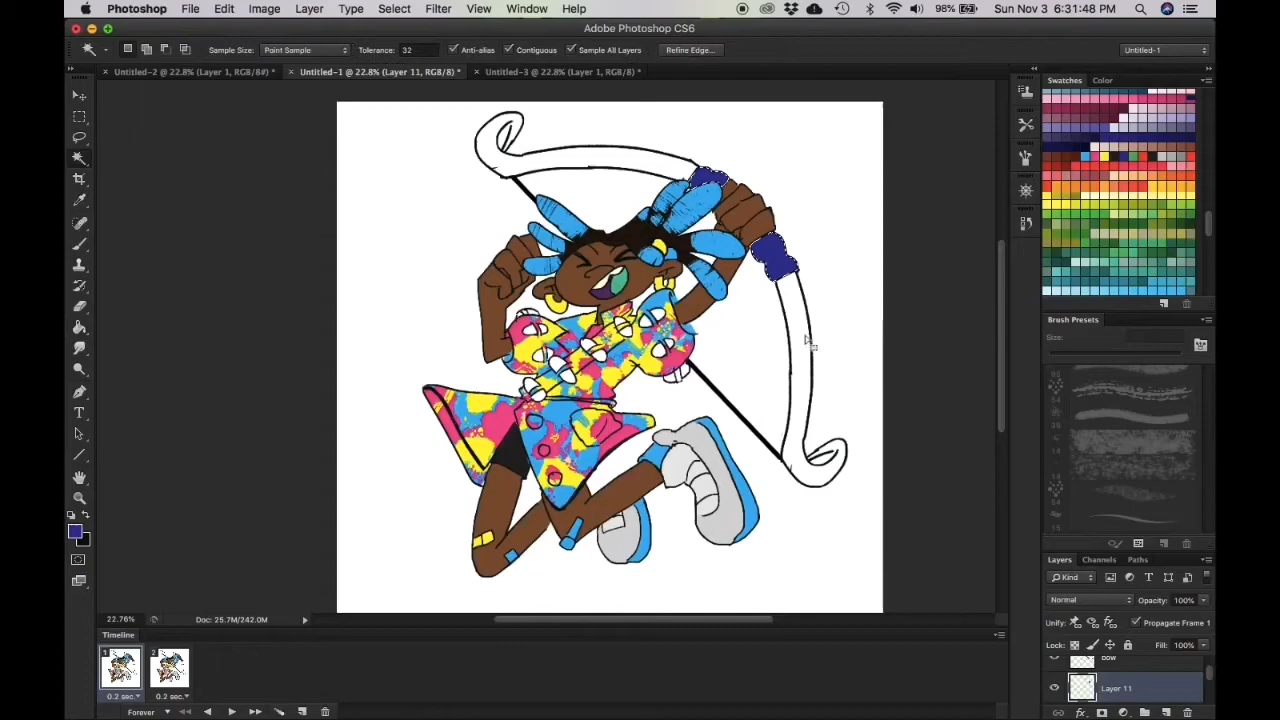 Photoshop File Edit Image Layer Type Select Filter View Window Help 98% Sun Nov 3 6:31:48 PM
Adobe Photoshop CS6
Sample Size: Point Sample Tolerance: 32 Anti-alias Contiguous Sample All Layers Refine Edge... Untitled-1
Untitled-2 @ 22.8% (Layer 1, RGB/8#) * Untitled-1 @ 22.8% (Layer 11, RGB/8) * Untitled-3 @ 22.8% (Layer 1, RGB/8) *
Swatches Color
Brush Presets
Size:
Layers Channels Paths
Kind
Normal Opacity: 100%
Unify: Propagate Frame 1
Lock: Fill: 100%
bow
Layer 11
22.76% Doc: 25.7M/242.0M
Timeline
1 2
0.2 sec. 0.2 sec.
Forever